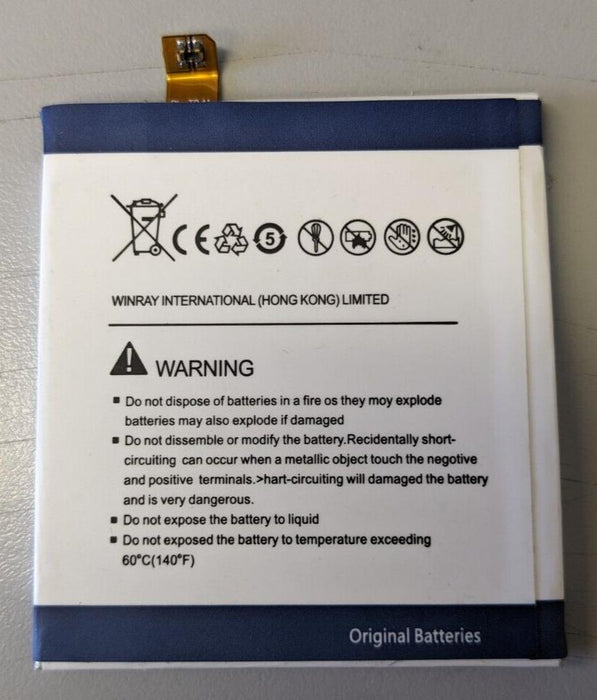 CE
5
WINRAY INTERNATIONAL (HONG KONG) LIMITED
WARNING
Do not dispose of batteries in a fire os they moy explode
batteries may also explode if damaged
Do not dissemble or modify the battery.Recidentally short-
circuiting can occur when a metallic object touch the negotive
and positive terminals.>hart-circuiting will damaged the battery
and is very dangerous.
Do not expose the battery to liquid
Do not exposed the battery to temperature exceeding
60°C(140°F)
Original Batteries